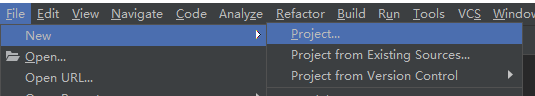 File Edit View Navigate Code Analyze Refactor Build Run Tools VCS Window
New Project...
Open... Project from Existing Sources...
Open URL... Project from Version Control